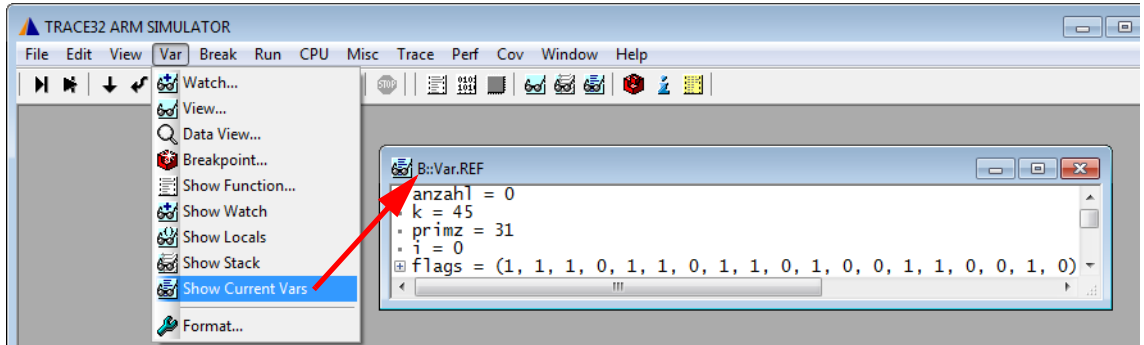 TRACE32 ARM SIMULATOR
File Edit View Var Break Run CPU Misc Trace Perf Cov Window Help
STOP
Watch...
View...
Data View...
Breakpoint...
Show Function...
Show Watch
Show Locals
Show Stack
Show Current Vars
Format...
B::Var.REF
anzahl = 0
k = 45
primz = 31
i = 0
flags = (1, 1, 1, 0, 1, 1, 0, 1, 1, 0, 1, 0, 0, 1, 1, 0, 0, 1, 0)